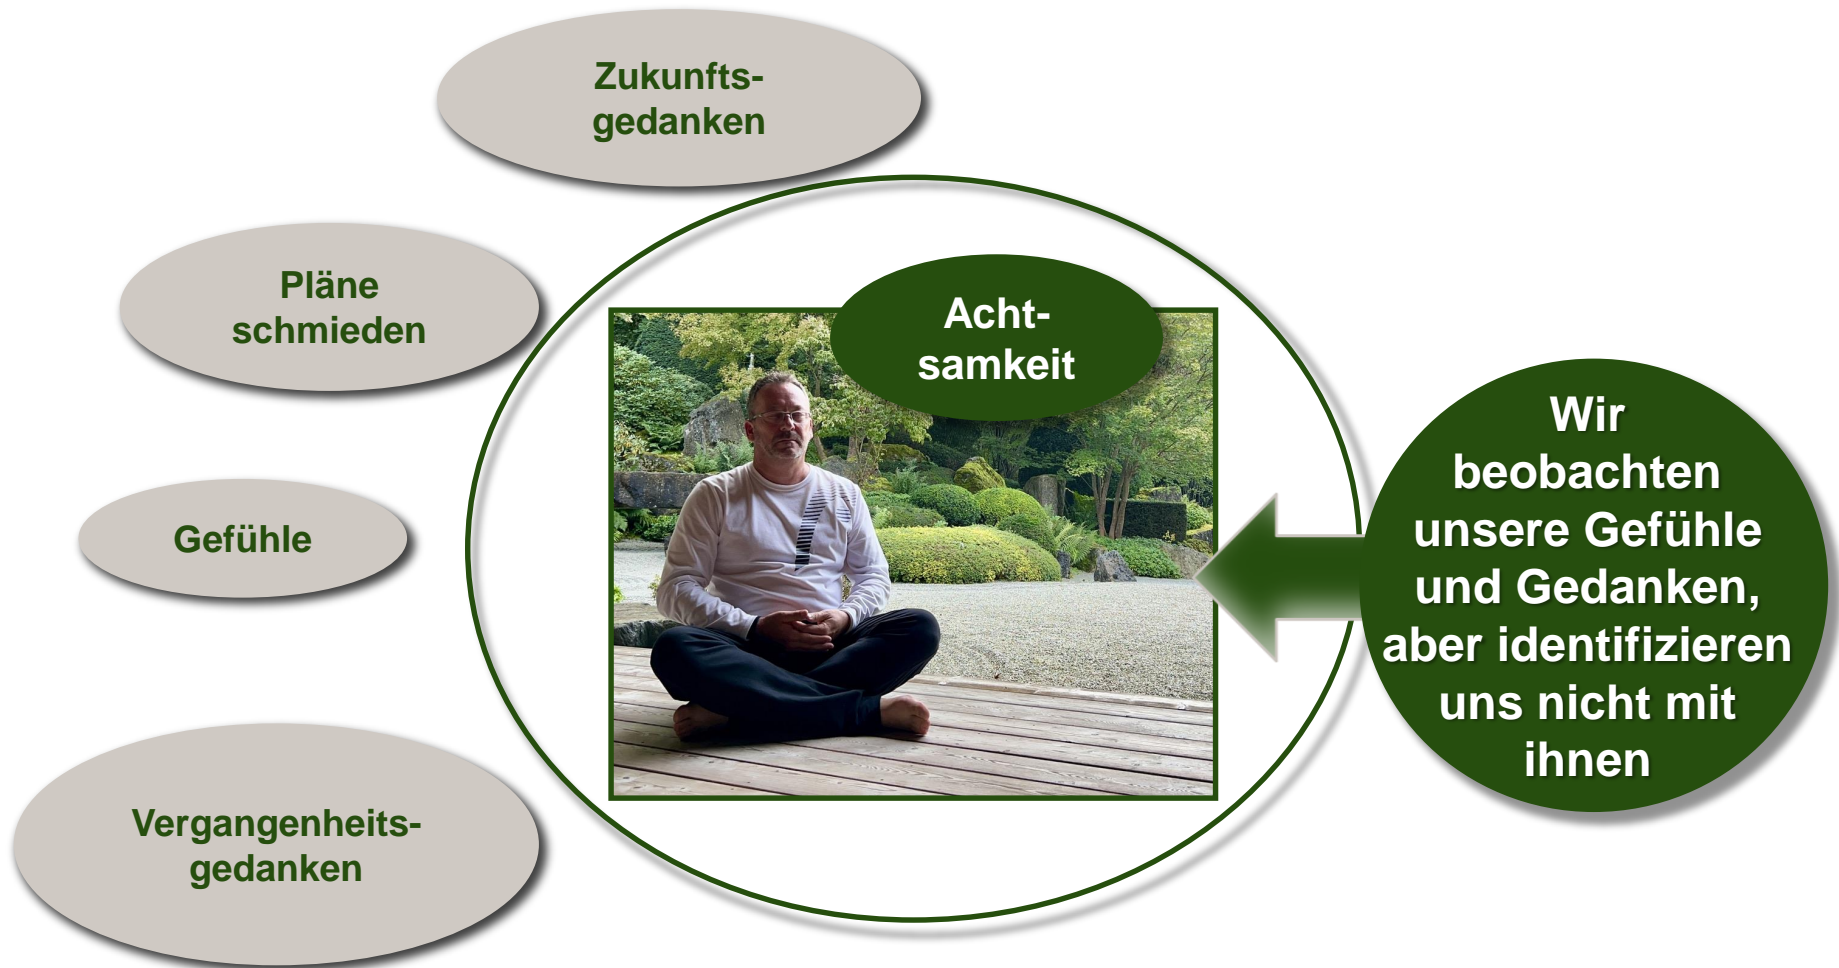 Zukunfts-
gedanken
Pläne
schmieden
Acht-
samkeit
Gefühle
Wir
beobachten
unsere Gefühle
und Gedanken,
aber identifizieren
uns nicht mit
ihnen
Vergangenheits-
gedanken